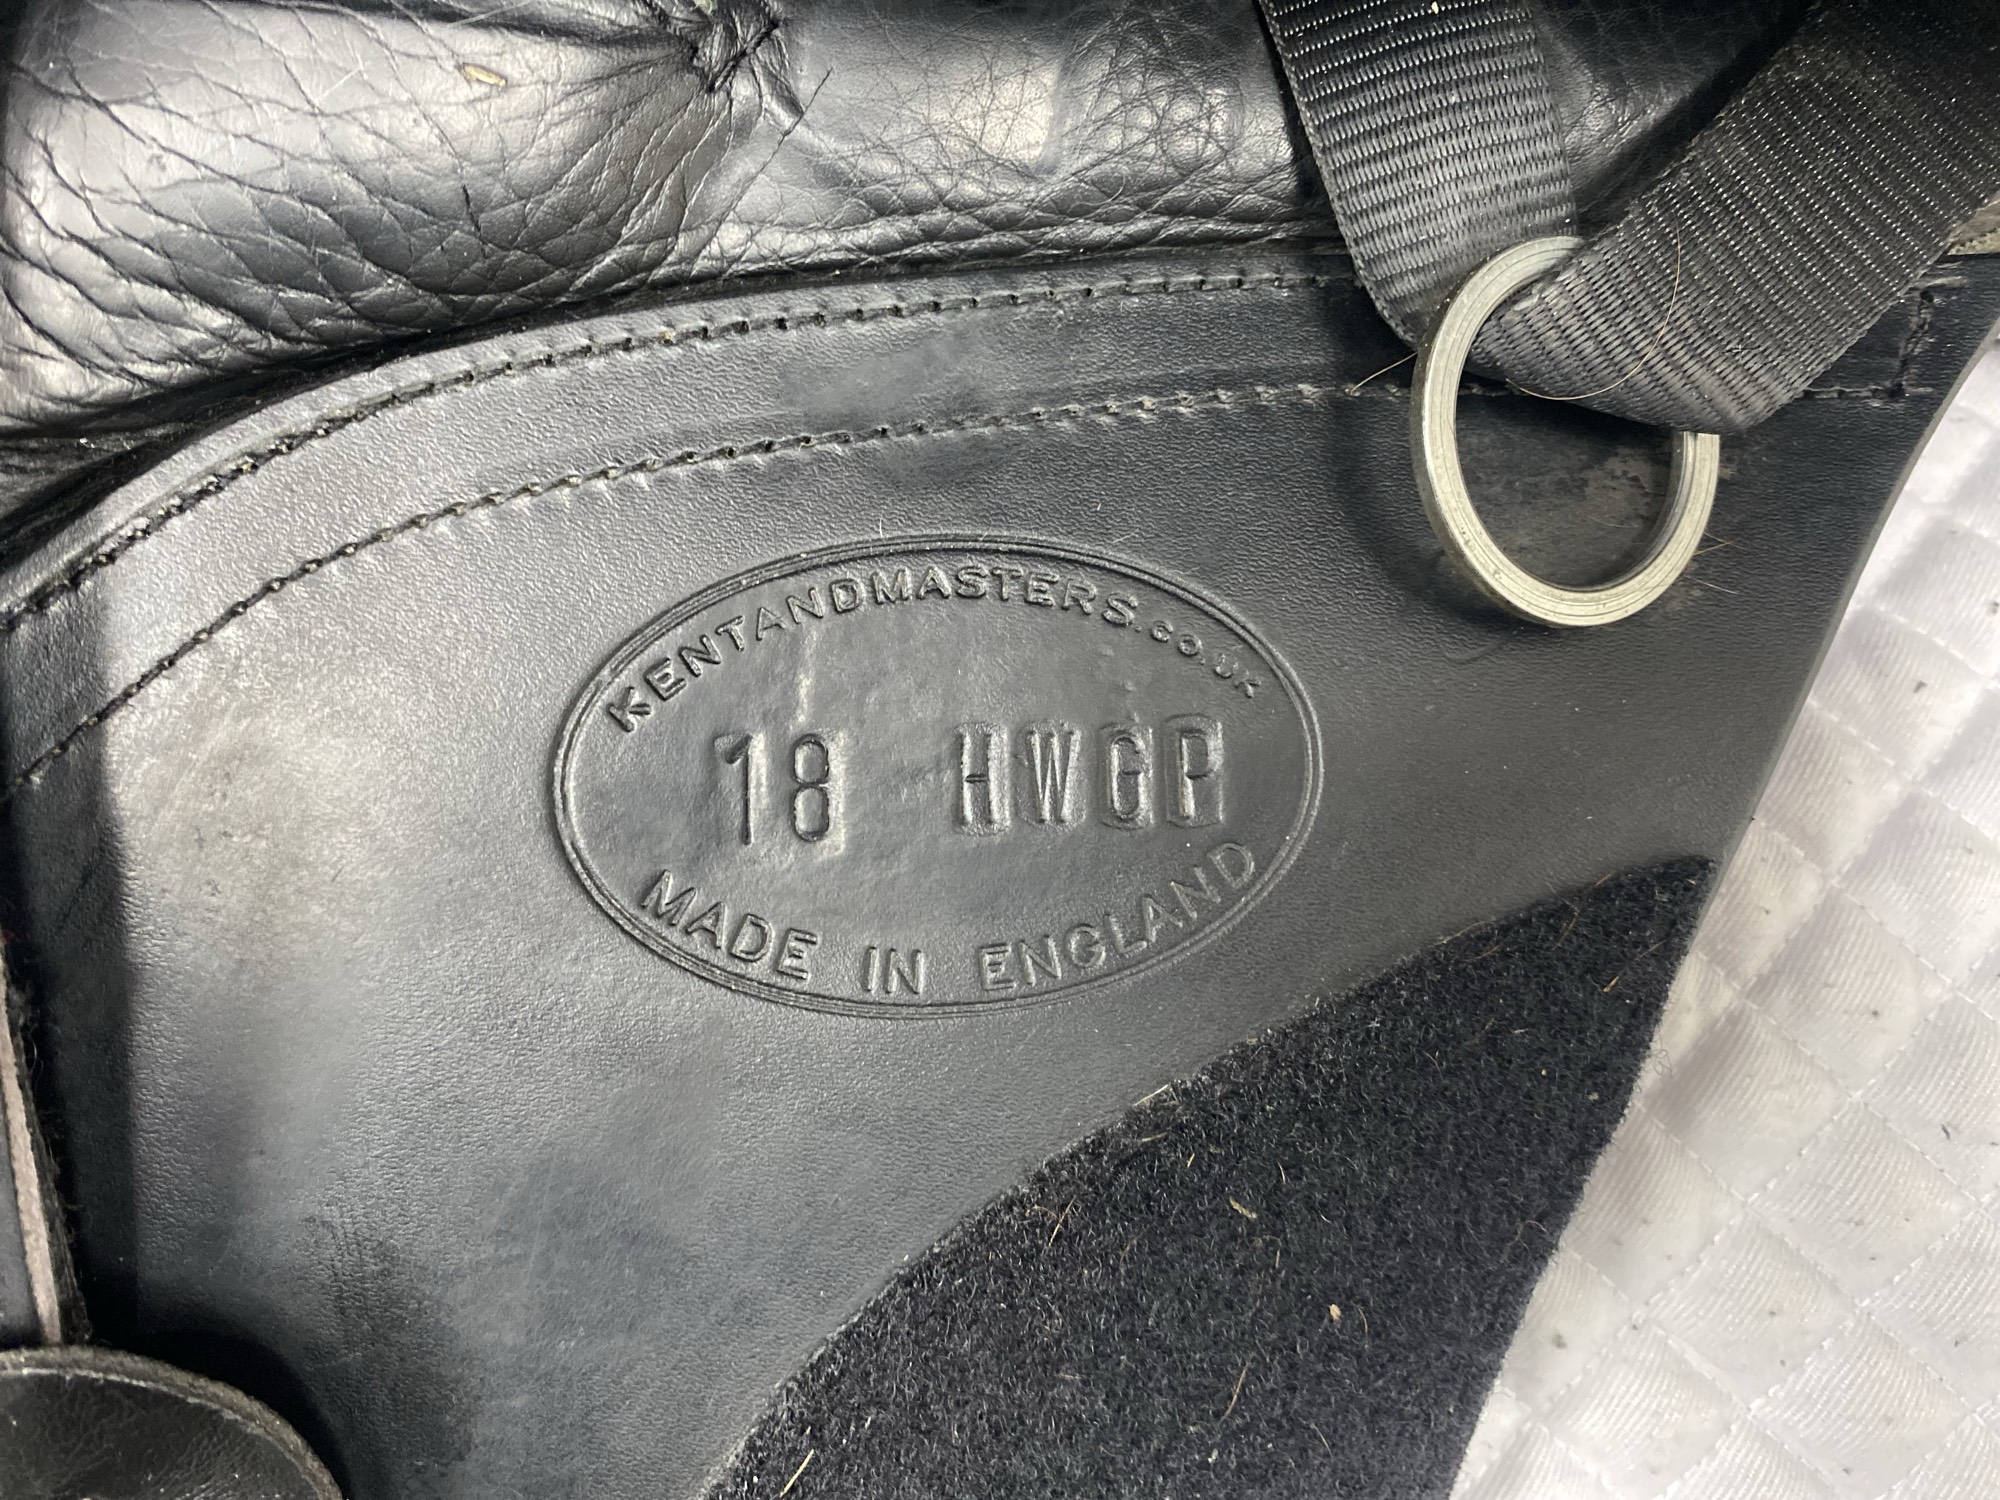 KENTANDMASTERS.CO.UK
18 HWGP
MADE IN ENGLAND